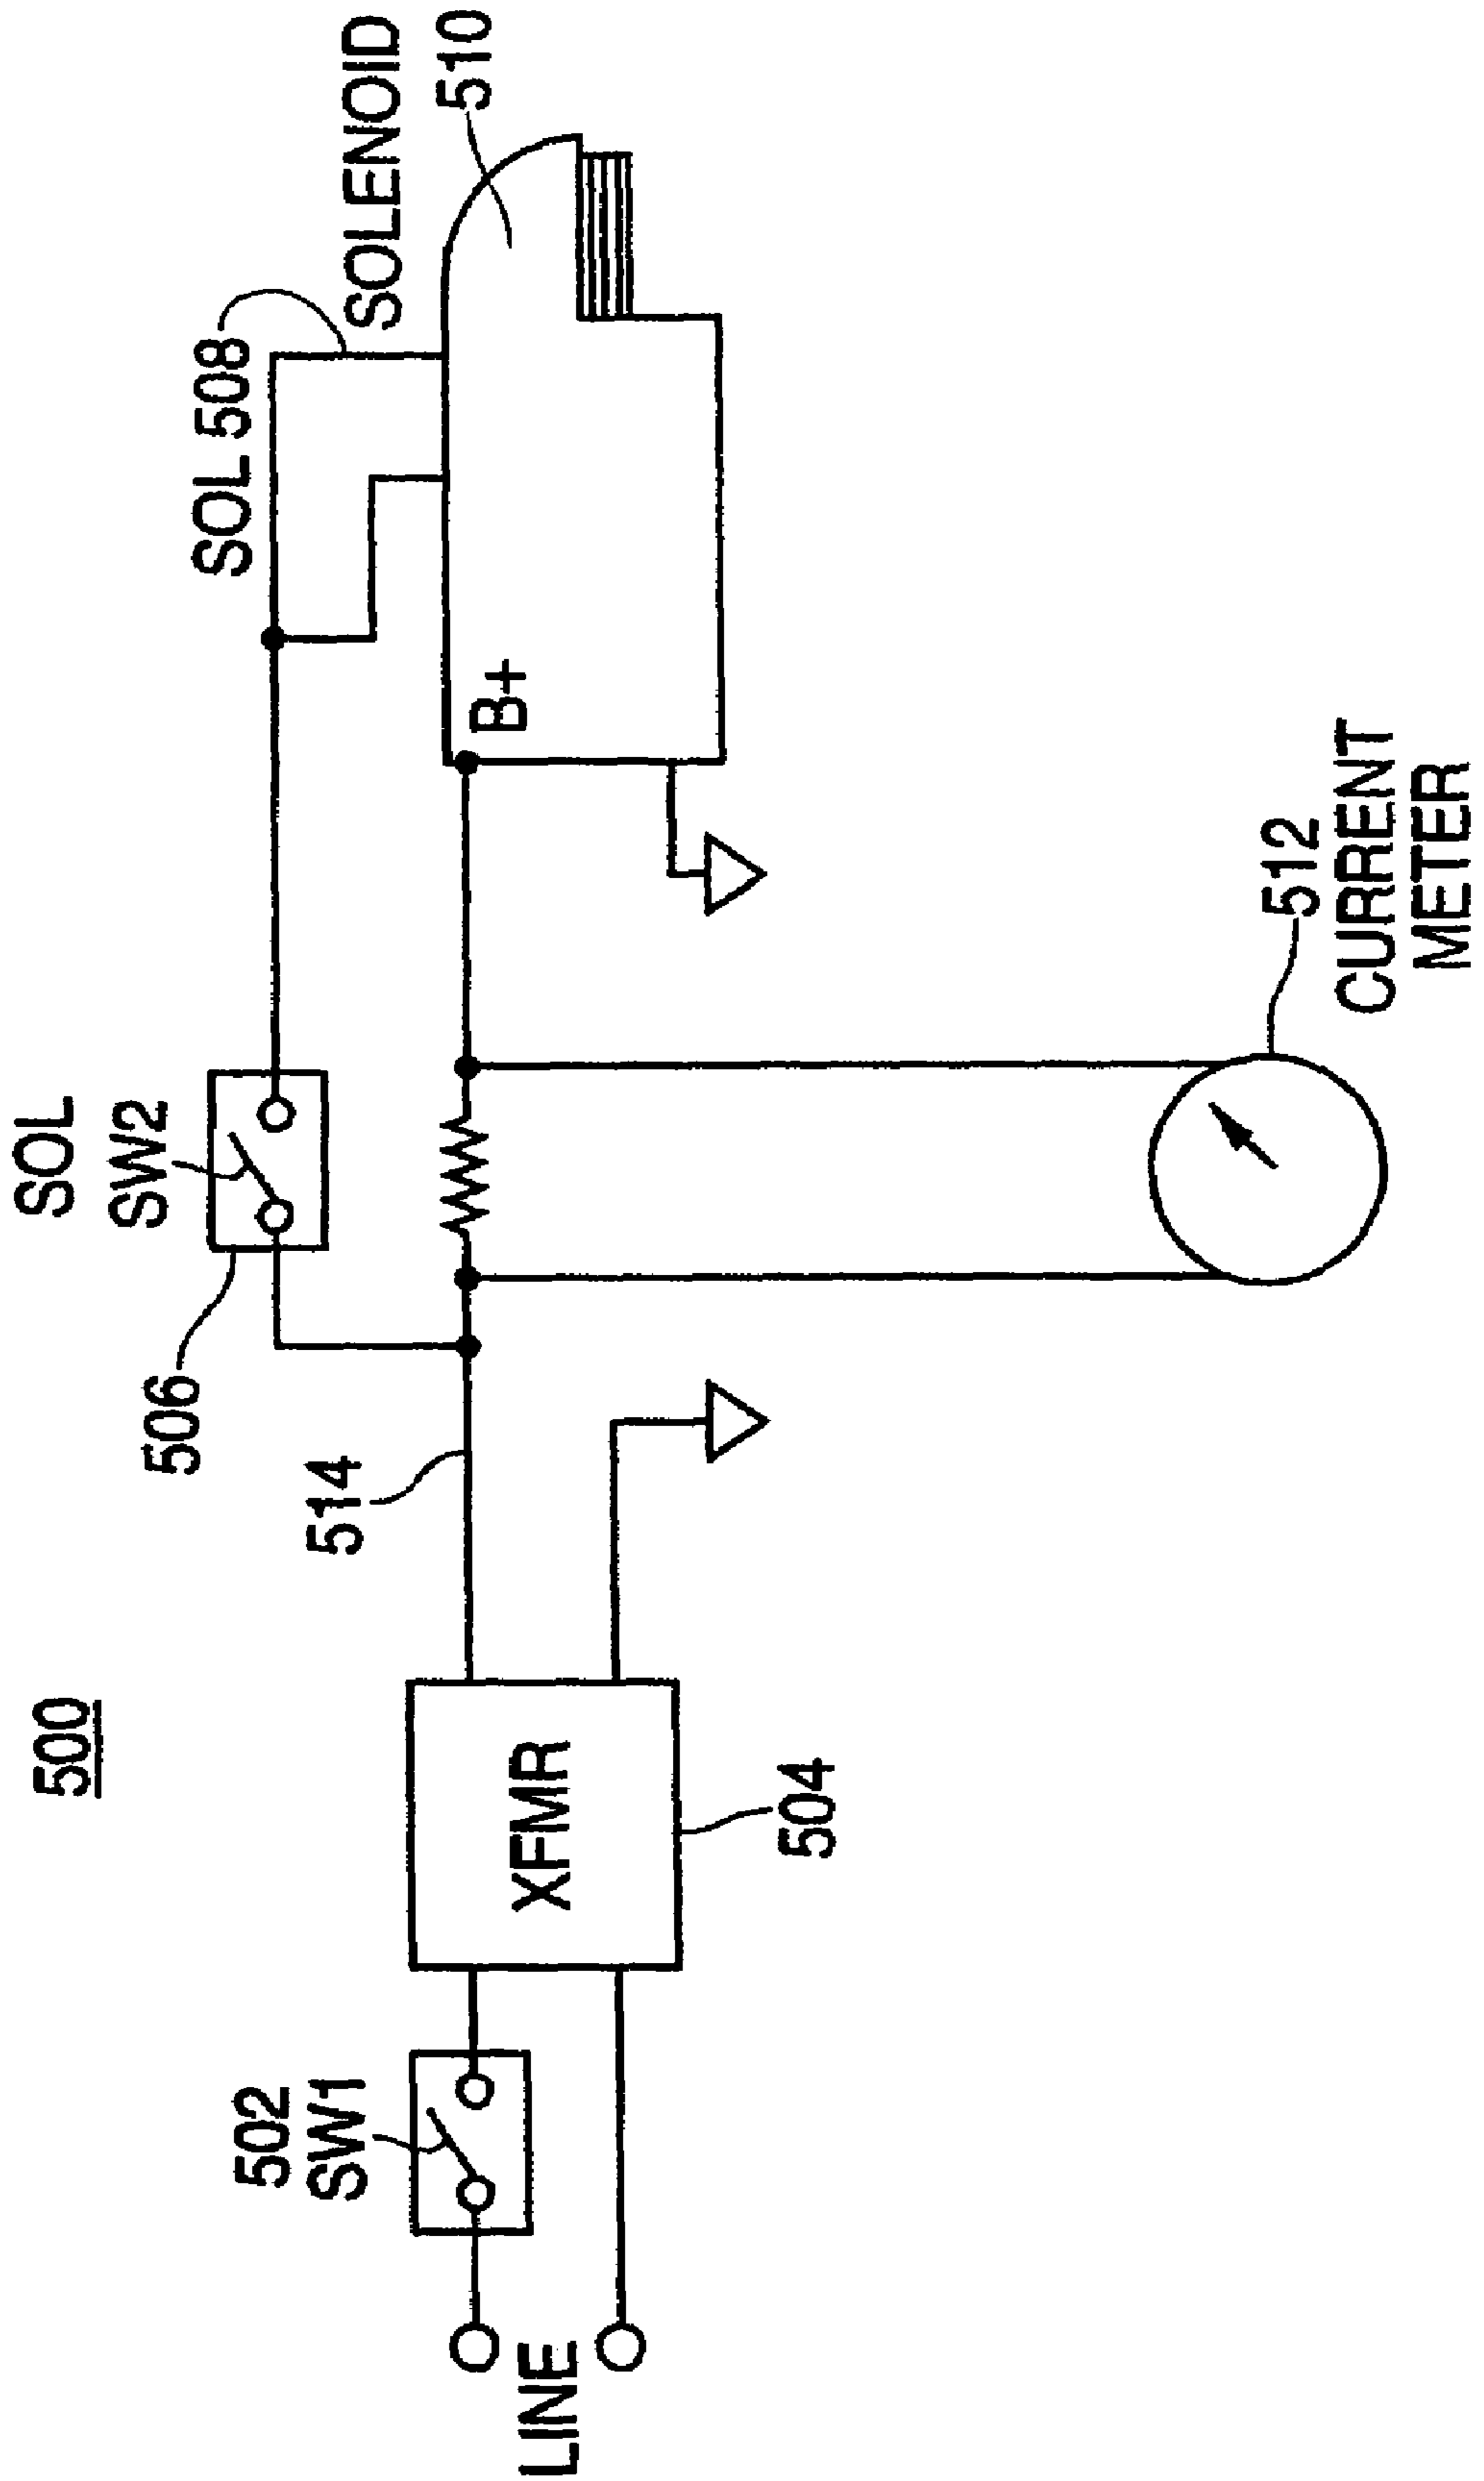 500
SOL
SW2
506
514
SOL 508
SOLENOID
510
B+
502
SW1
LINE
XFMR
504
512
CURRENT
METER